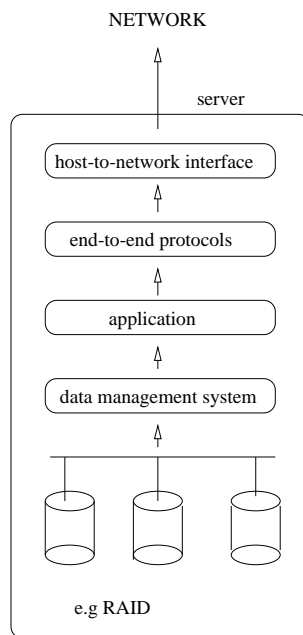 NETWORK
server
host-to-network interface
end-to-end protocols
application
data management system
e.g RAID